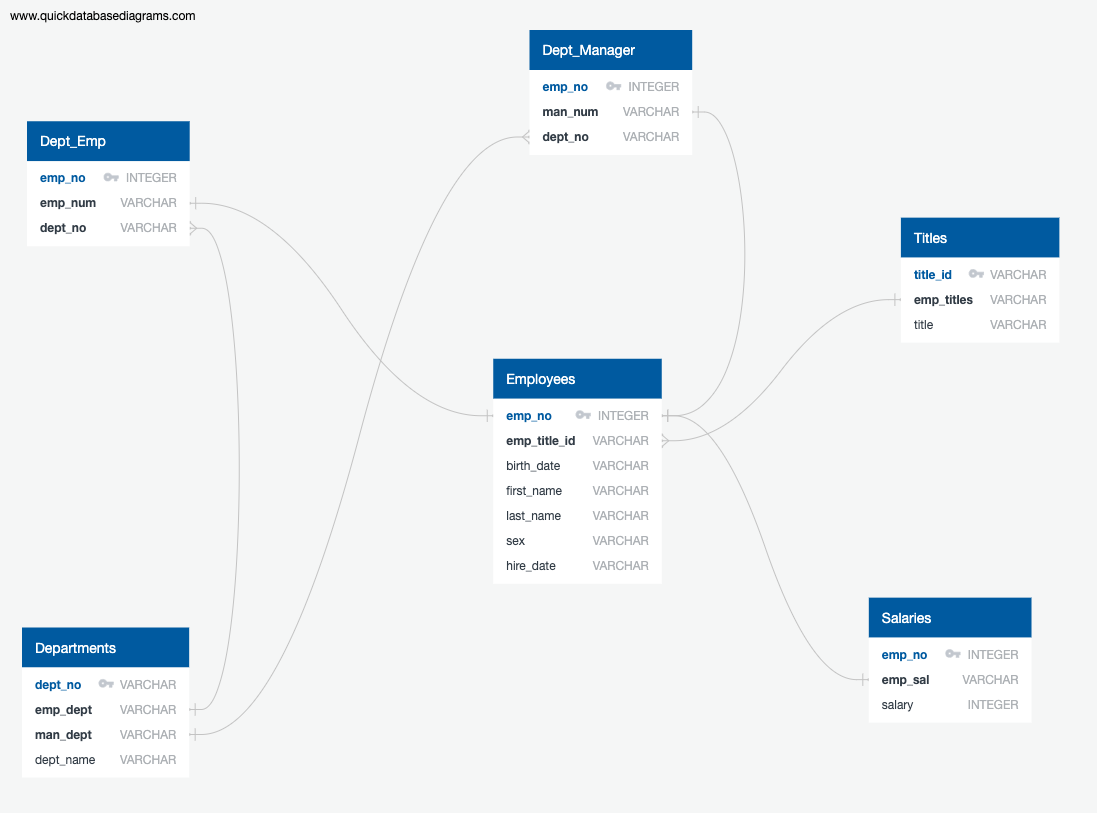 www.quickdatabasediagrams.com
Dept_Manager
emp_no INTEGER
man_num VARCHAR
dept_no VARCHAR
Dept_Emp
emp_no INTEGER
emp_num VARCHAR
dept_no VARCHAR
Titles
title_id VARCHAR
emp_titles VARCHAR
title VARCHAR
Employees
emp_no INTEGER
emp_title_id VARCHAR
birth_date VARCHAR
first_name VARCHAR
last_name VARCHAR
sex VARCHAR
hire_date VARCHAR
Departments
dept_no VARCHAR
emp_dept VARCHAR
man_dept VARCHAR
dept_name VARCHAR
Salaries
emp_no INTEGER
emp_sal VARCHAR
salary INTEGER